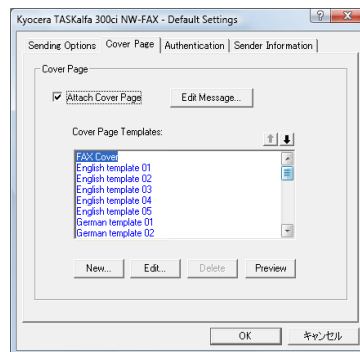 Kyocera TASKalfa 300ci NW-FAX - Default Settings
Sending Options Cover Page Authentication Sender Information
Cover Page
Attach Cover Page Edit Message...
Cover Page Templates:
FAX Cover
English template 01
English template 02
English template 03
English template 04
English template 05
German template 01
German template 02
New... Edit... Delete Preview
OK キャンセル